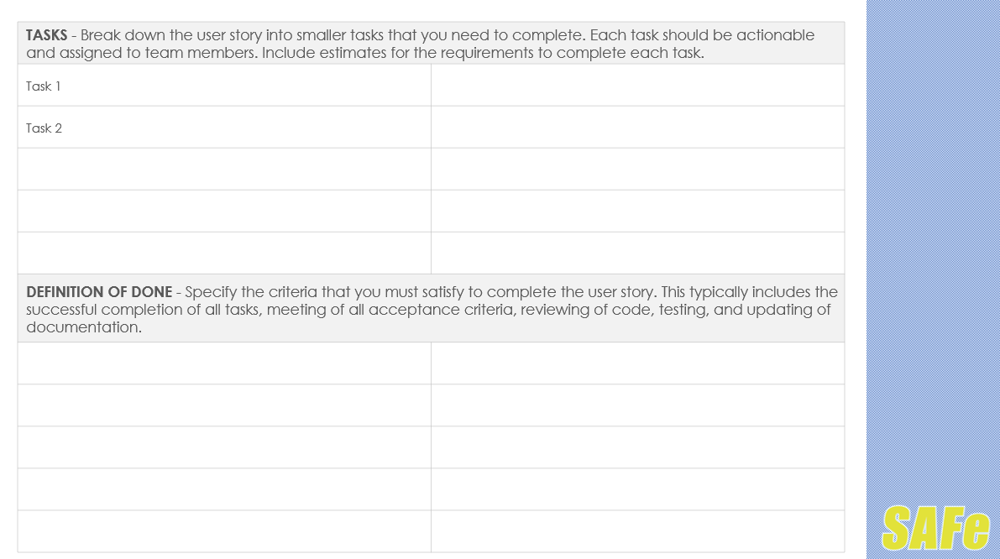 TASKS - Break down the user story into smaller tasks that you need to complete. Each task should be actionable
and assigned to team members. Include estimates for the requirements to complete each task.
Task 1
Task 2
DEFINITION OF DONE - Specify the criteria that you must satisfy to complete the user story. This typically includes the
successful completion of all tasks, meeting of all acceptance criteria, reviewing of code, testing, and updating of
documentation.
SAFe